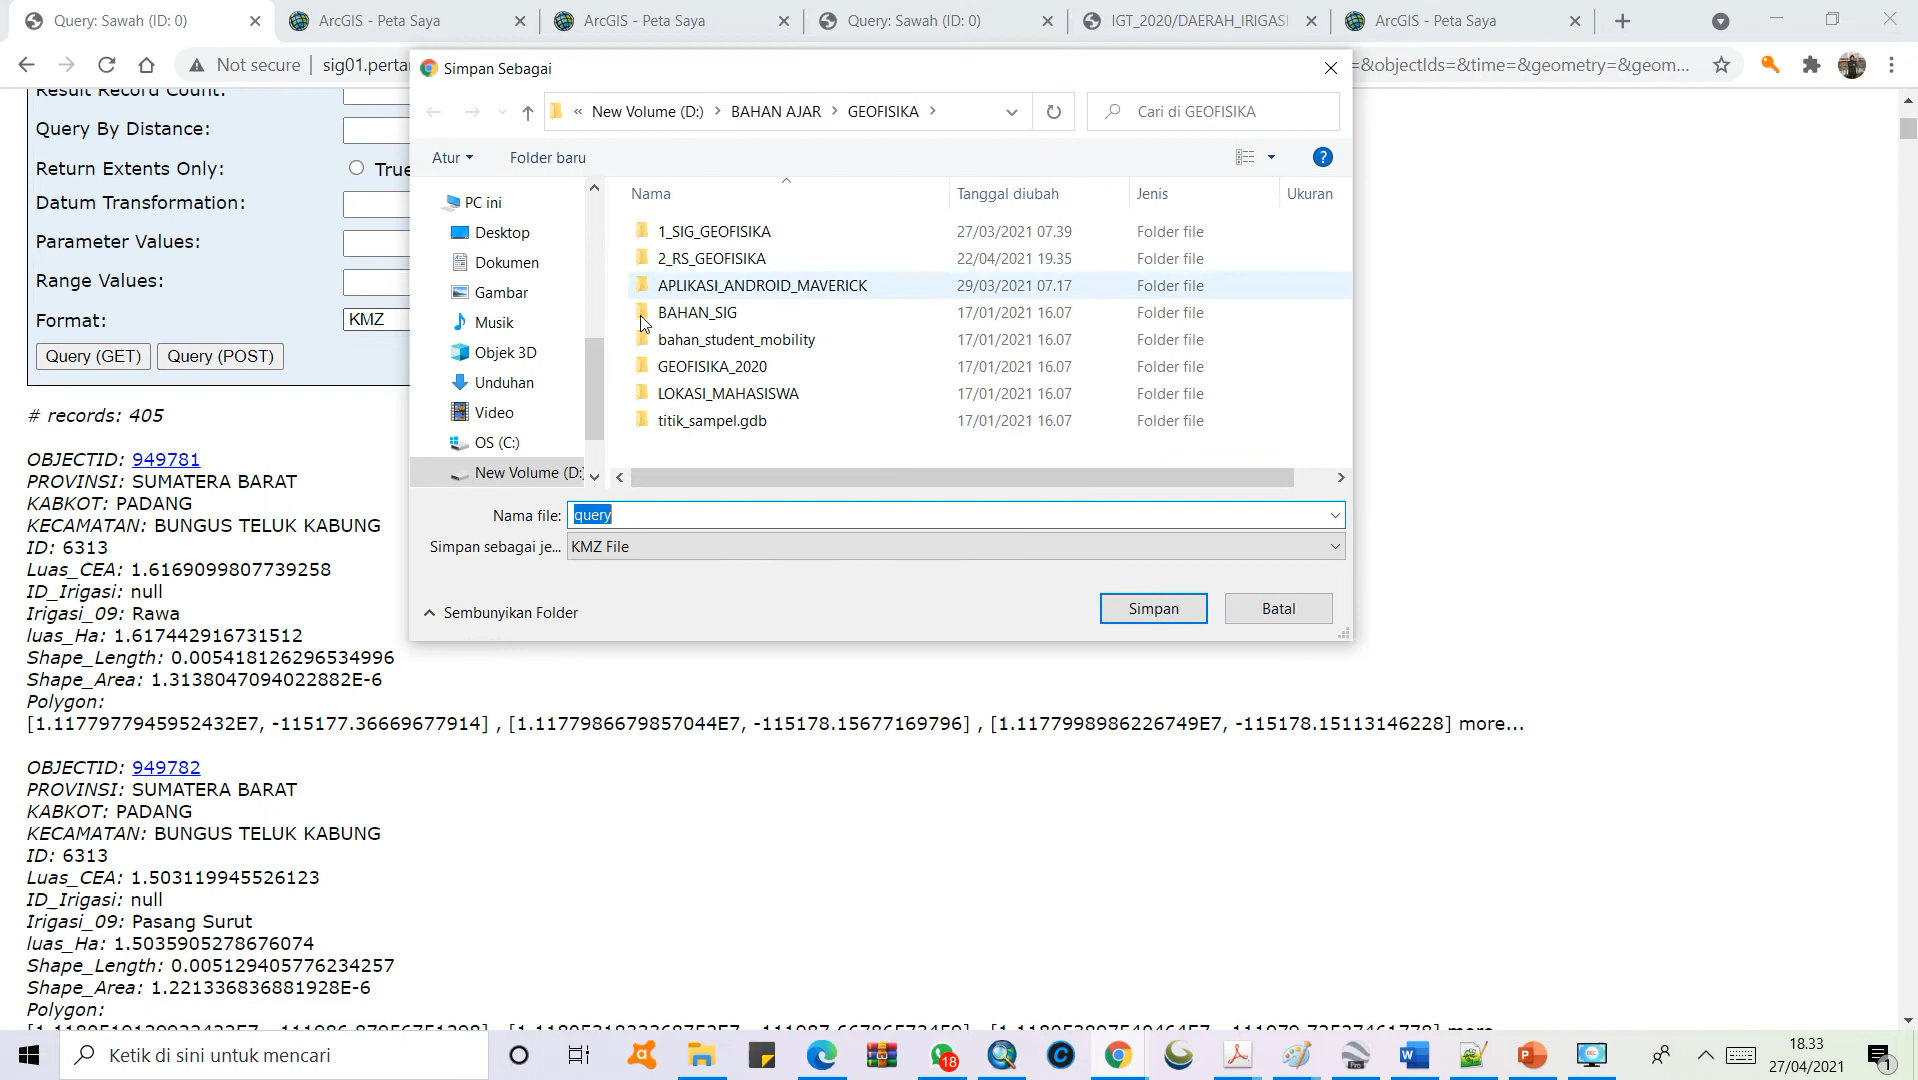 Query: Sawah (ID: 0)
ArcGIS - Peta Saya
ArcGIS - Peta Saya
Query: Sawah (ID: 0)
IGT_2020/DAERAH_IRIGASI
ArcGIS - Peta Saya
Not secure
sig01.pertan
=&objectIds=&time=&geometry=&geom...
Result Record Count:
Query By Distance:
Return Extents Only:
True
Datum Transformation:
Parameter Values:
Range Values:
Format:
KMZ
Query (GET)
Query (POST)
Simpan Sebagai
« New Volume (D:) > BAHAN AJAR > GEOFISIKA >
Cari di GEOFISIKA
Atur
Folder baru
PC ini
Desktop
Dokumen
Gambar
Musik
Objek 3D
Unduhan
Video
OS (C:)
New Volume (D:)
Nama Tanggal diubah Jenis Ukuran
1_SIG_GEOFISIKA 27/03/2021 07.39 Folder file
2_RS_GEOFISIKA 22/04/2021 19.35 Folder file
APLIKASI_ANDROID_MAVERICK 29/03/2021 07.17 Folder file
BAHAN_SIG 17/01/2021 16.07 Folder file
bahan_student_mobility 17/01/2021 16.07 Folder file
GEOFISIKA_2020 17/01/2021 16.07 Folder file
LOKASI_MAHASISWA 17/01/2021 16.07 Folder file
titik_sampel.gdb 17/01/2021 16.07 Folder file
Nama file: query
Simpan sebagai je... KMZ File
Sembunyikan Folder
Simpan
Batal
# records: 405
OBJECTID: 949781
PROVINSI: SUMATERA BARAT
KABKOT: PADANG
KECAMATAN: BUNGUS TELUK KABUNG
ID: 6313
Luas_CEA: 1.6169099807739258
ID_Irigasi: null
Irigasi_09: Rawa
luas_Ha: 1.617442916731512
Shape_Length: 0.005418126296534996
Shape_Area: 1.3138047094022882E-6
Polygon:
[1.1177977945952432E7, -115177.36669677914] , [1.1177986679857044E7, -115178.15677169796] , [1.1177998986226749E7, -115178.15113146228] more...
OBJECTID: 949782
PROVINSI: SUMATERA BARAT
KABKOT: PADANG
KECAMATAN: BUNGUS TELUK KABUNG
ID: 6313
Luas_CEA: 1.503119945526123
ID_Irigasi: null
Irigasi_09: Pasang Surut
luas_Ha: 1.5035905278676074
Shape_Length: 0.005129405776234257
Shape_Area: 1.221336836881928E-6
Polygon:
Ketik di sini untuk mencari
18
18.33
27/04/2021
1